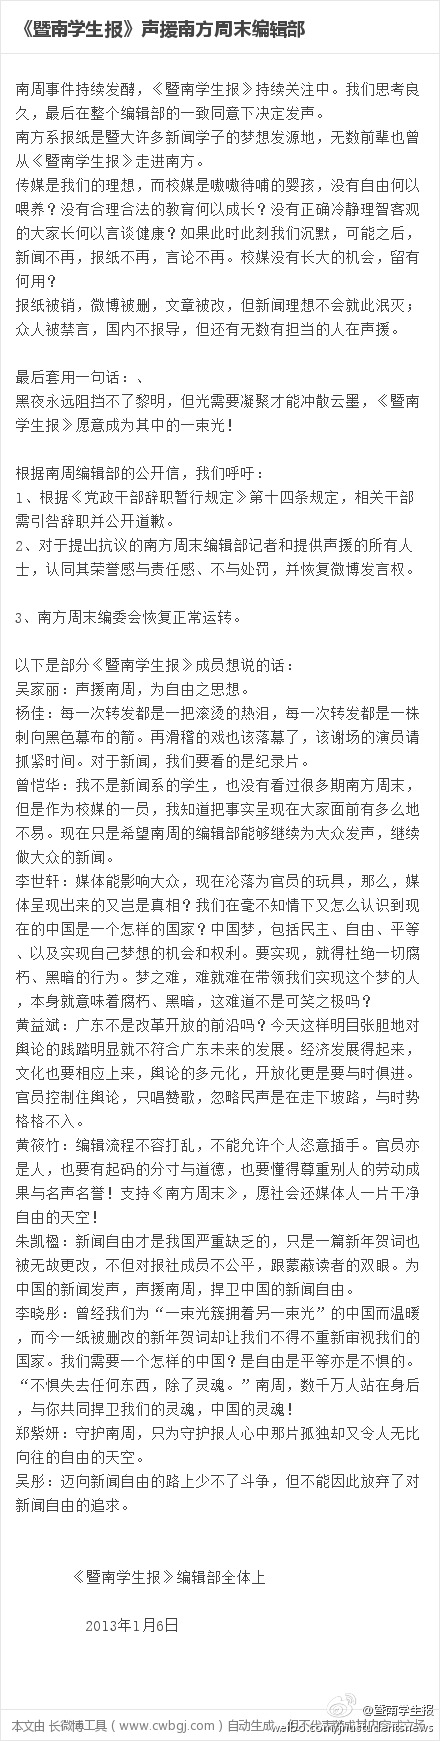 《暨南学生报》声援南方周末编辑部
南周事件持续发酵，《暨南学生报》持续关注中。我们思考良
久，最后在整个编辑部的一致同意下决定发声。
南方系报纸是暨大许多新闻学子的梦想发源地，无数前辈也曾
从《暨南学生报》走进南方。
传媒是我们的理想，而校媒是嗷嗷待哺的婴孩，没有自由何以
喂养？没有合理合法的教育何以成长？没有正确冷静理智客观
的大家长何以言谈健康？如果此时此刻我们沉默，可能之后，
新闻不再，报纸不再，言论不再。校媒没有长大的机会，留有
何用？
报纸被销，微博被删，文章被改，但新闻理想不会就此泯灭；
众人被禁言，国内不报导，但还有无数有担当的人在声援。
最后套用一句话：、
黑夜永远阻挡不了黎明，但光需要凝聚才能冲散云墨，《暨南
学生报》愿意成为其中的一束光！
根据南周编辑部的公开信，我们呼吁：
1、根据《党政干部辞职暂行规定》第十四条规定，相关干部
需引咎辞职并公开道歉。
2、对于提出抗议的南方周末编辑部记者和提供声援的所有人
士，认同其荣誉感与责任感、不与处罚，并恢复微博发言权。
3、南方周末编委会恢复正常运转。
以下是部分《暨南学生报》成员想说的话：
吴家丽：声援南周，为自由之思想。
杨佳：每一次转发都是一把滚烫的热泪，每一次转发都是一株
刺向黑色幕布的箭。再滑稽的戏也该落幕了，该谢场的演员请
抓紧时间。对于新闻，我们要看的是纪录片。
曾恺华：我不是新闻系的学生，也没有看过很多期南方周末，
但是作为校媒的一员，我知道把事实呈现在大家面前有多么地
不易。现在只是希望南周的编辑部能够继续为大众发声，继续
做大众的新闻。
李世轩：媒体能影响大众，现在沦落为官员的玩具，那么，媒
体呈现出来的又岂是真相？我们在毫不知情下又怎么认识到现
在的中国是一个怎样的国家？中国梦，包括民主、自由、平等
、以及实现自己梦想的机会和权利。要实现，就得杜绝一切腐
朽、黑暗的行为。梦之难，难就难在带领我们实现这个梦的人
，本身就意味着腐朽、黑暗，这难道不是可笑之极吗？
黄益斌：广东不是改革开放的前沿吗？今天这样明目张胆地对
舆论的践踏明显就不符合广东未来的发展。经济发展得起来，
文化也要相应上来，舆论的多元化，开放化更是要与时俱进。
官员控制住舆论，只唱赞歌，忽略民声是在走下坡路，与时势
格格不入。
黄筱竹：编辑流程不容打乱，不能允许个人恣意插手。官员亦
是人，也要有起码的分寸与道德，也要懂得尊重别人的劳动成
果与名声名誉！支持《南方周末》，愿社会还媒体人一片干净
自由的天空！
朱凯楹：新闻自由才是我国严重缺乏的，只是一篇新年贺词也
被无故更改，不但对报社成员不公平，跟蒙蔽读者的双眼。为
中国的新闻发声，声援南周，捍卫中国的新闻自由。
李晓彤：曾经我们为“一束光簇拥着另一束光”的中国而温暖
，而今一纸被删改的新年贺词却让我们不得不重新审视我们的
国家。我们需要一个怎样的中国？是自由是平等亦是不惧的。
“不惧失去任何东西，除了灵魂。”南周，数千万人站在身后
，与你共同捍卫我们的灵魂，中国的灵魂！
郑紫妍：守护南周，只为守护报人心中那片孤独却又令人无比
向往的自由的天空。
吴彤：迈向新闻自由的路上少不了斗争，但不能因此放弃了对
新闻自由的追求。
《暨南学生报》编辑部全体上
2013年1月6日
@暨南学生报
本文由 长微博工具（www.cwbgj.com）自动生成，但不代表赞成其内容或立场
weibo.com/jnustudentsnews